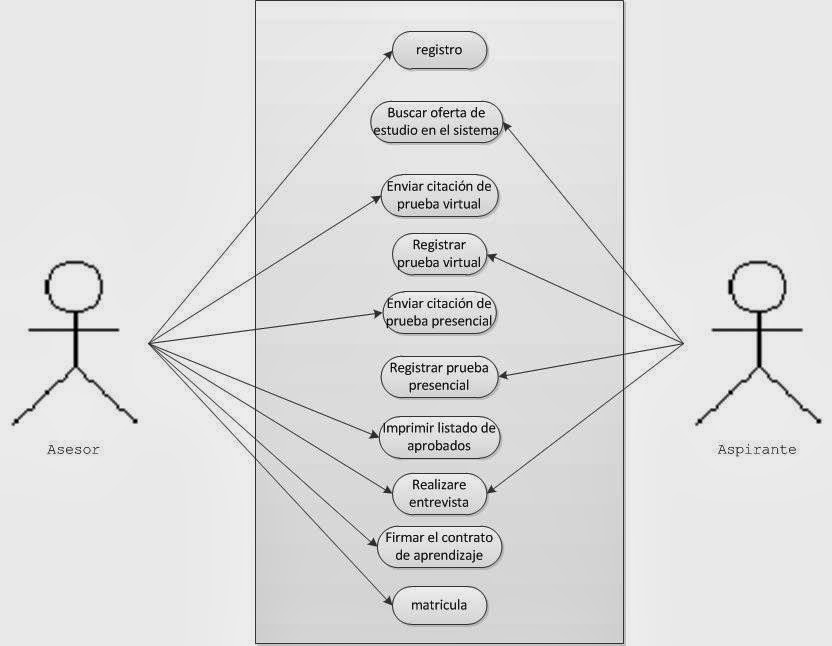 registro
Buscar oferta de
estudio en el sistema
Enviar citación de
prueba virtual
Registrar
prueba virtual
Enviar citación de
prueba presencial
Registrar prueba
presencial
Imprimir listado de
aprobados
Realizare
entrevista
Firmar el contrato
de aprendizaje
matricula
Asesor
Aspirante